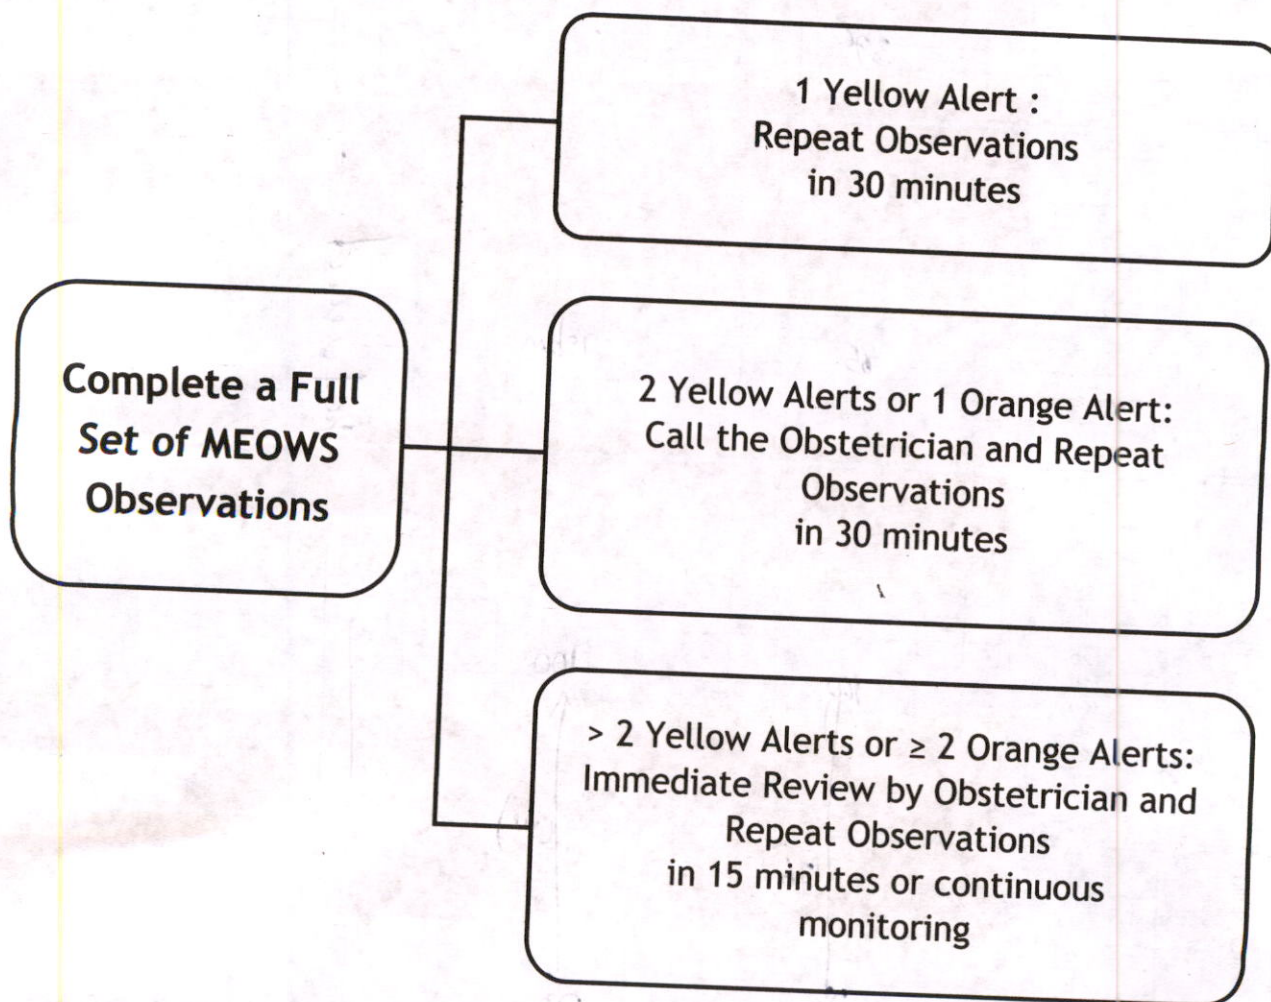 1 Yellow Alert :
Repeat Observations
in 30 minutes
Complete a Full
Set of MEOWS
Observations
2 Yellow Alerts or 1 Orange Alert:
Call the Obstetrician and Repeat
Observations
in 30 minutes
> 2 Yellow Alerts or ≥ 2 Orange Alerts:
Immediate Review by Obstetrician and
Repeat Observations
in 15 minutes or continuous
monitoring